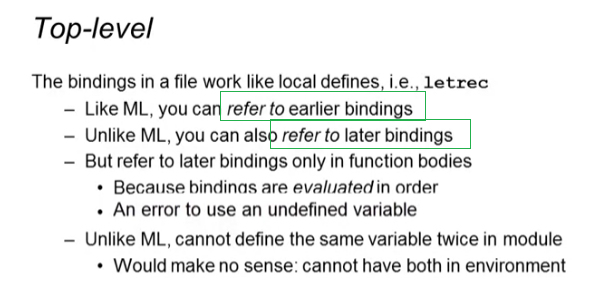 Top-level
The bindings in a file work like local defines, i.e., letrec
– Like ML, you can refer to earlier bindings
– Unlike ML, you can also refer to later bindings
– But refer to later bindings only in function bodies
• Because bindings are evaluated in order
• An error to use an undefined variable
– Unlike ML, cannot define the same variable twice in module
• Would make no sense: cannot have both in environment